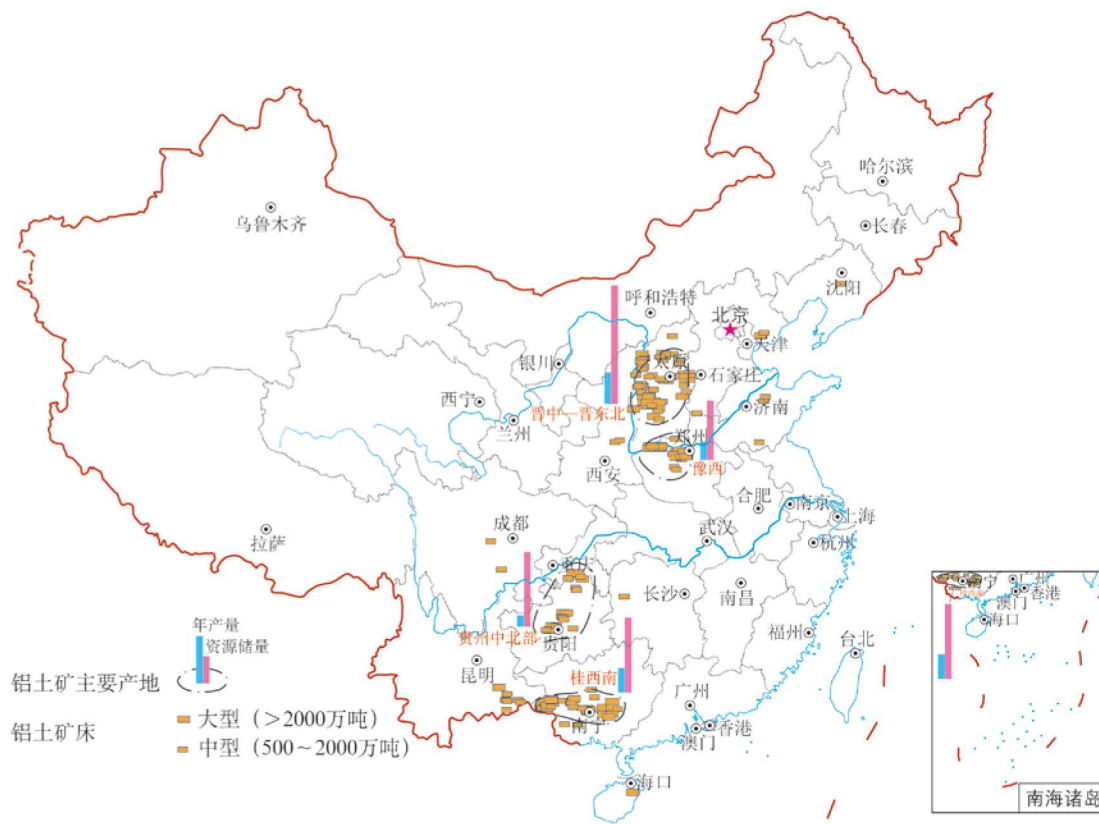 哈尔滨
乌鲁木齐
长春
沈阳
呼和浩特
北京
天津
银川
太原
石家庄
西宁
晋中—晋东北
济南
兰州
郑州
西安
豫西
合肥
南京
上海
成都
武汉
杭州
拉萨
重庆
长沙
南昌
贵州中北部
贵阳
福州
台北
昆明
桂西南
广州
南宁
香港
澳门
海口
年产量
资源储量
铝土矿主要产地
铝土矿床
大型（＞2000万吨）
中型（500～2000万吨）
南宁
广州
香港
澳门
海口
南海诸岛